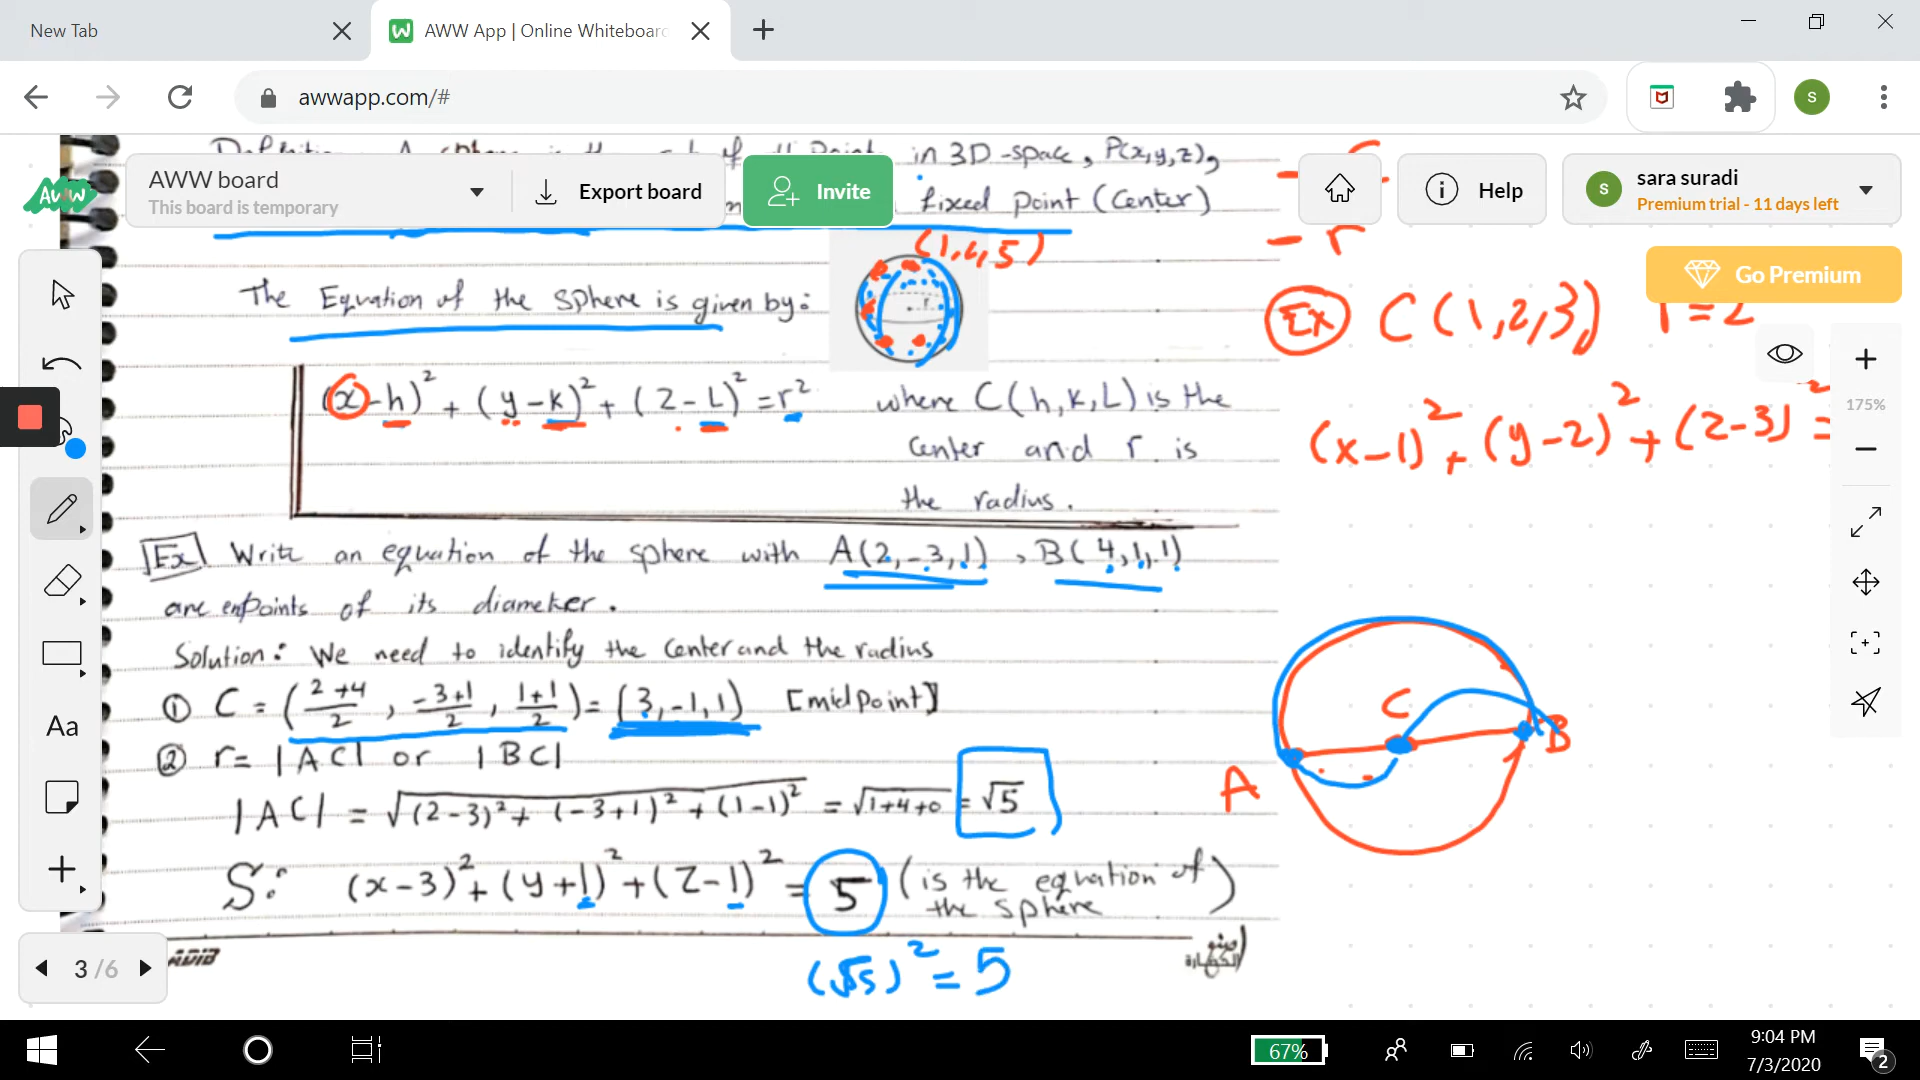 New Tab
AWW App | Online Whiteboard
awwapp.com/#
S
in 3D-space, P(x,y,z),
AWW
AWW board
This board is temporary
Export board
Invite
fixed point (Center)
Help
S
sara suradi
Premium trial - 11 days left
(1,4,5)
- r
Go Premium
The Equation of the sphere is given by:
r
Ex C(1,2,3) r=2
(x-h)² + (y-k)² + (z-L)² = r² where C(h,k,L) is the
175%
Center and r is
(x-1)² + (y-2)² + (z-3)² =
the radius.
Ex Write an equation of the sphere with A(2,-3,1) , B(4,1,1)
are enpoints of its diameter.
Solution: We need to identify the center and the radius
① C = (2+4/2 , -3+1/2 , 1+1/2) = (3,-1,1) [midpoint]
C
B
② r= |AC| or |BC|
A
|AC| = √(2-3)²+ (-3+1)² + (1-1)² = √1+4+0 = √5
S: (x-3)²+(y+1)²+(z-1)² = 5 (is the equation of
the sphere)
Aa
3 /6
ADIB
(√5)² = 5
67%
9:04 PM
7/3/2020
2